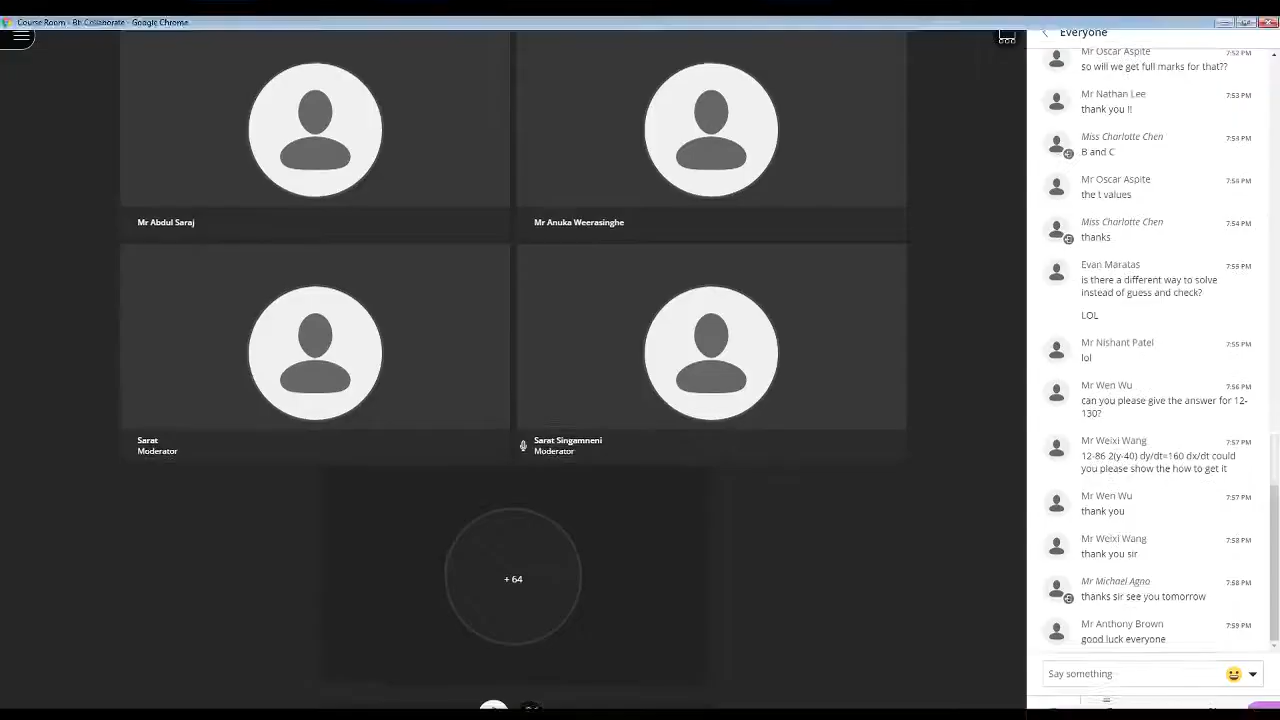 Course Room – Bb Collaborate - Google Chrome
Mr Abdul Saraj
Mr Anuka Weerasinghe
Sarat
Moderator
Sarat Singamneni
Moderator
+ 64
Everyone
Mr Oscar Aspite 7:52 PM
so will we get full marks for that??
Mr Nathan Lee 7:53 PM
thank you !!
Miss Charlotte Chen 7:54 PM
B and C
Mr Oscar Aspite 7:54 PM
the t values
Miss Charlotte Chen 7:54 PM
thanks
Evan Maratas 7:55 PM
is there a different way to solve
instead of guess and check?
LOL
Mr Nishant Patel 7:55 PM
lol
Mr Wen Wu 7:56 PM
can you please give the answer for 12-
130?
Mr Weixi Wang 7:57 PM
12-86 2(y-40) dy/dt=160 dx/dt could
you please show the how to get it
Mr Wen Wu 7:57 PM
thank you
Mr Weixi Wang 7:58 PM
thank you sir
Mr Michael Agno 7:58 PM
thanks sir see you tomorrow
Mr Anthony Brown 7:59 PM
good luck everyone
Say something